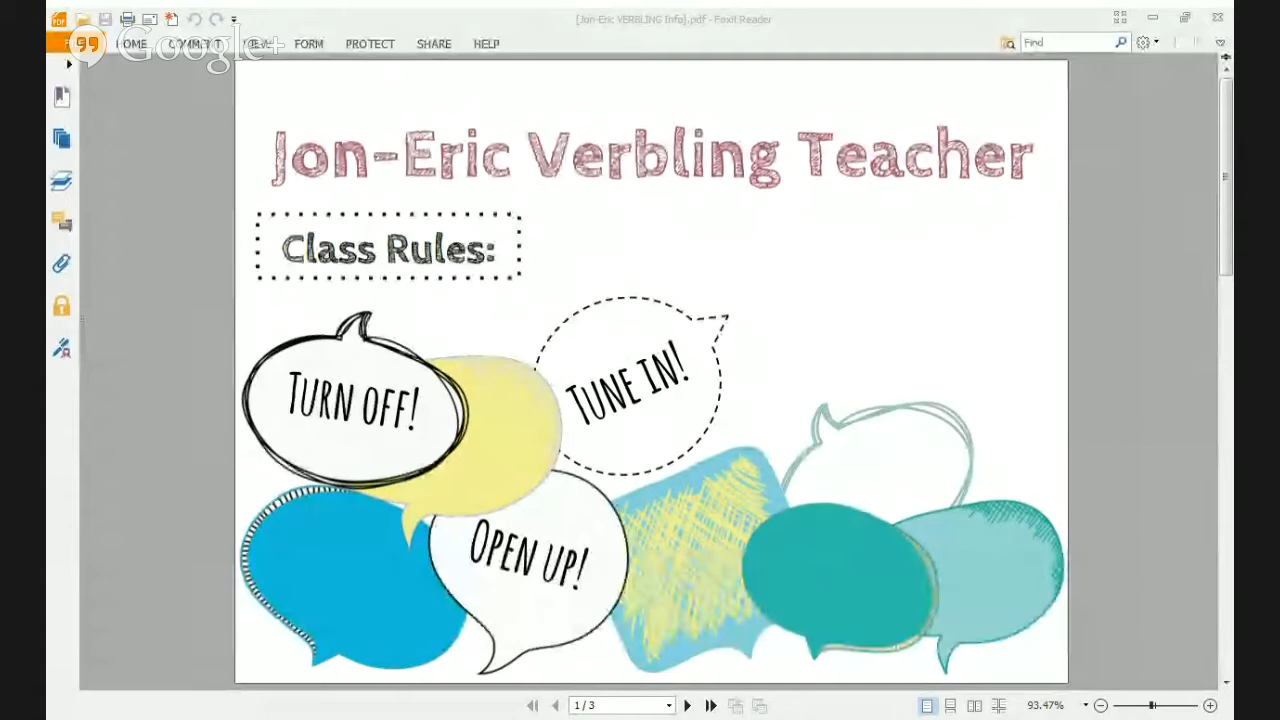 [Jon-Eric VERBLING Info].pdf - Foxit Reader
Google+
HOME COMMENT VIEW FORM PROTECT SHARE HELP
Find
Jon-Eric Verbling Teacher
Class Rules:
TURN OFF!
TUNE IN!
OPEN UP!
1 / 3
93.47%